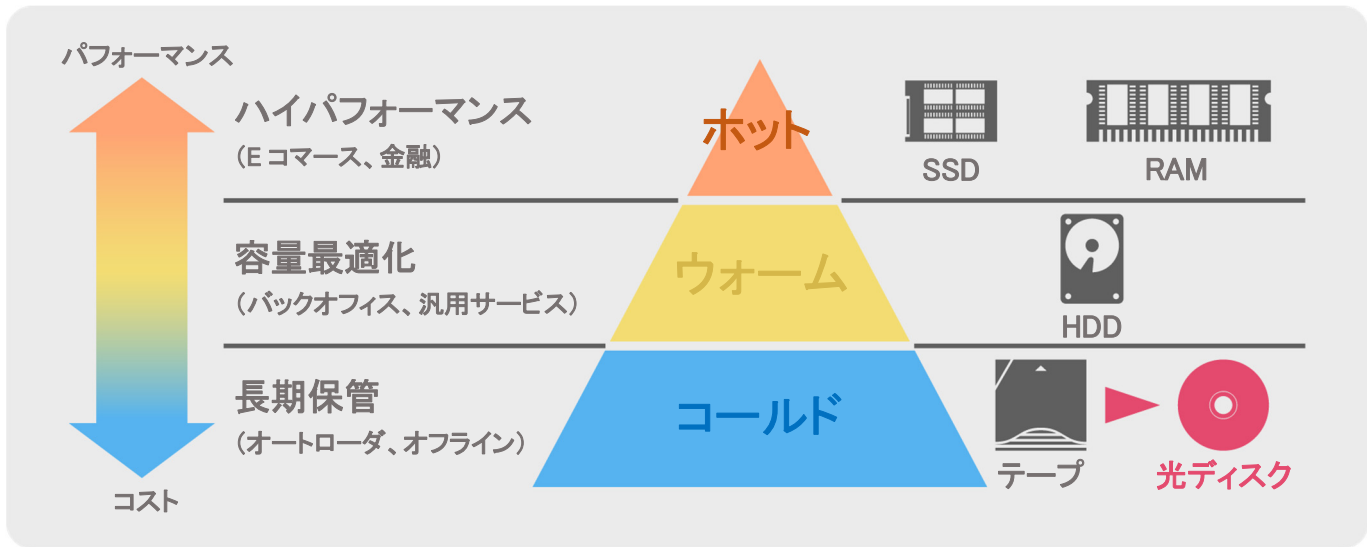 パフォーマンス
ハイパフォーマンス
（E コマース、金融）
ホット
SSD
RAM
容量最適化
（バックオフィス、汎用サービス）
ウォーム
HDD
長期保管
（オートローダ、オフライン）
コールド
テープ
光ディスク
コスト